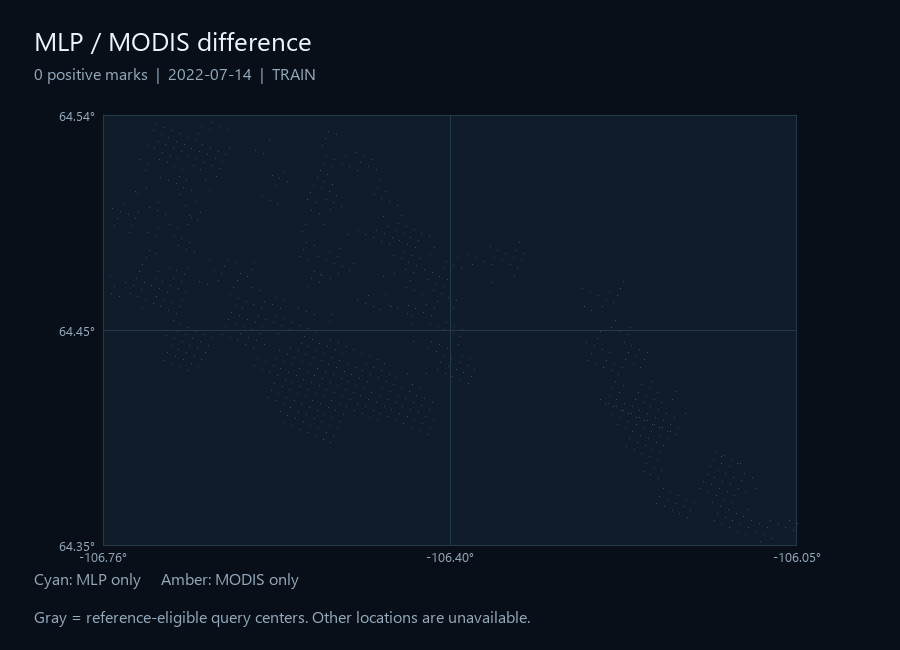 MLP / MODIS difference
0 positive marks | 2022-07-14 | TRAIN
64.54°
64.45°
64.35°
-106.76° -106.40° -106.05°
Cyan: MLP only Amber: MODIS only
Gray = reference-eligible query centers. Other locations are unavailable.